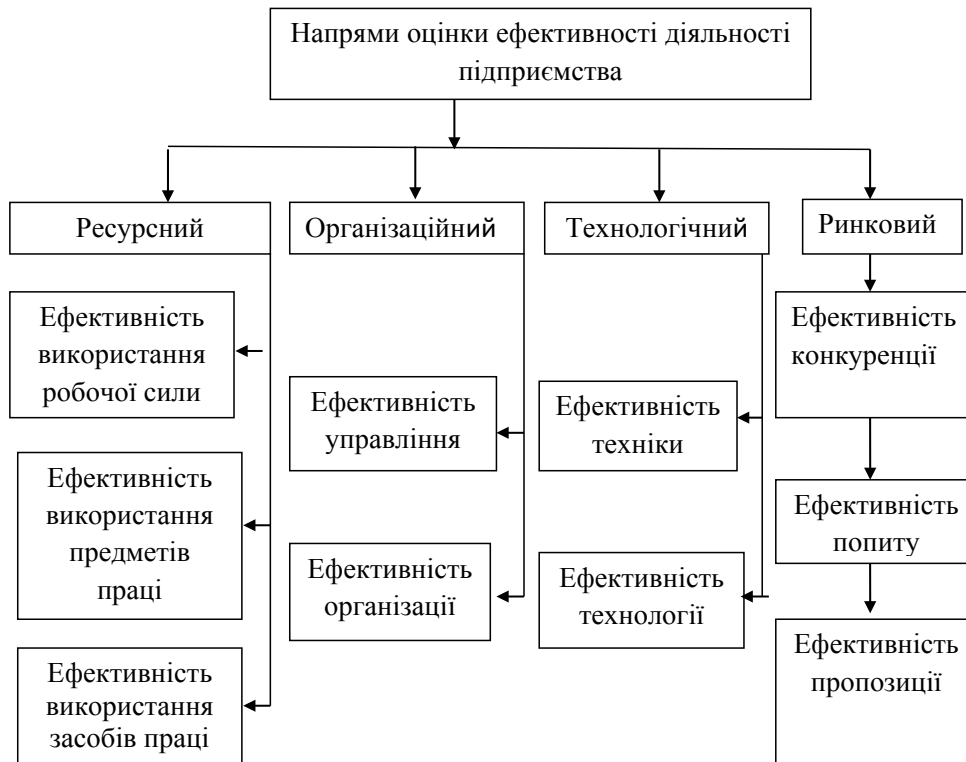 Напрями оцінки ефективності діяльності
підприємства
Ресурсний
Організаційний
Технологічний
Ринковий
Ефективність
використання
робочої сили
Ефективність
використання
предметів
праці
Ефективність
використання
засобів праці
Ефективність
управління
Ефективність
організації
Ефективність
техніки
Ефективність
технології
Ефективність
конкуренції
Ефективність
попиту
Ефективність
пропозиції